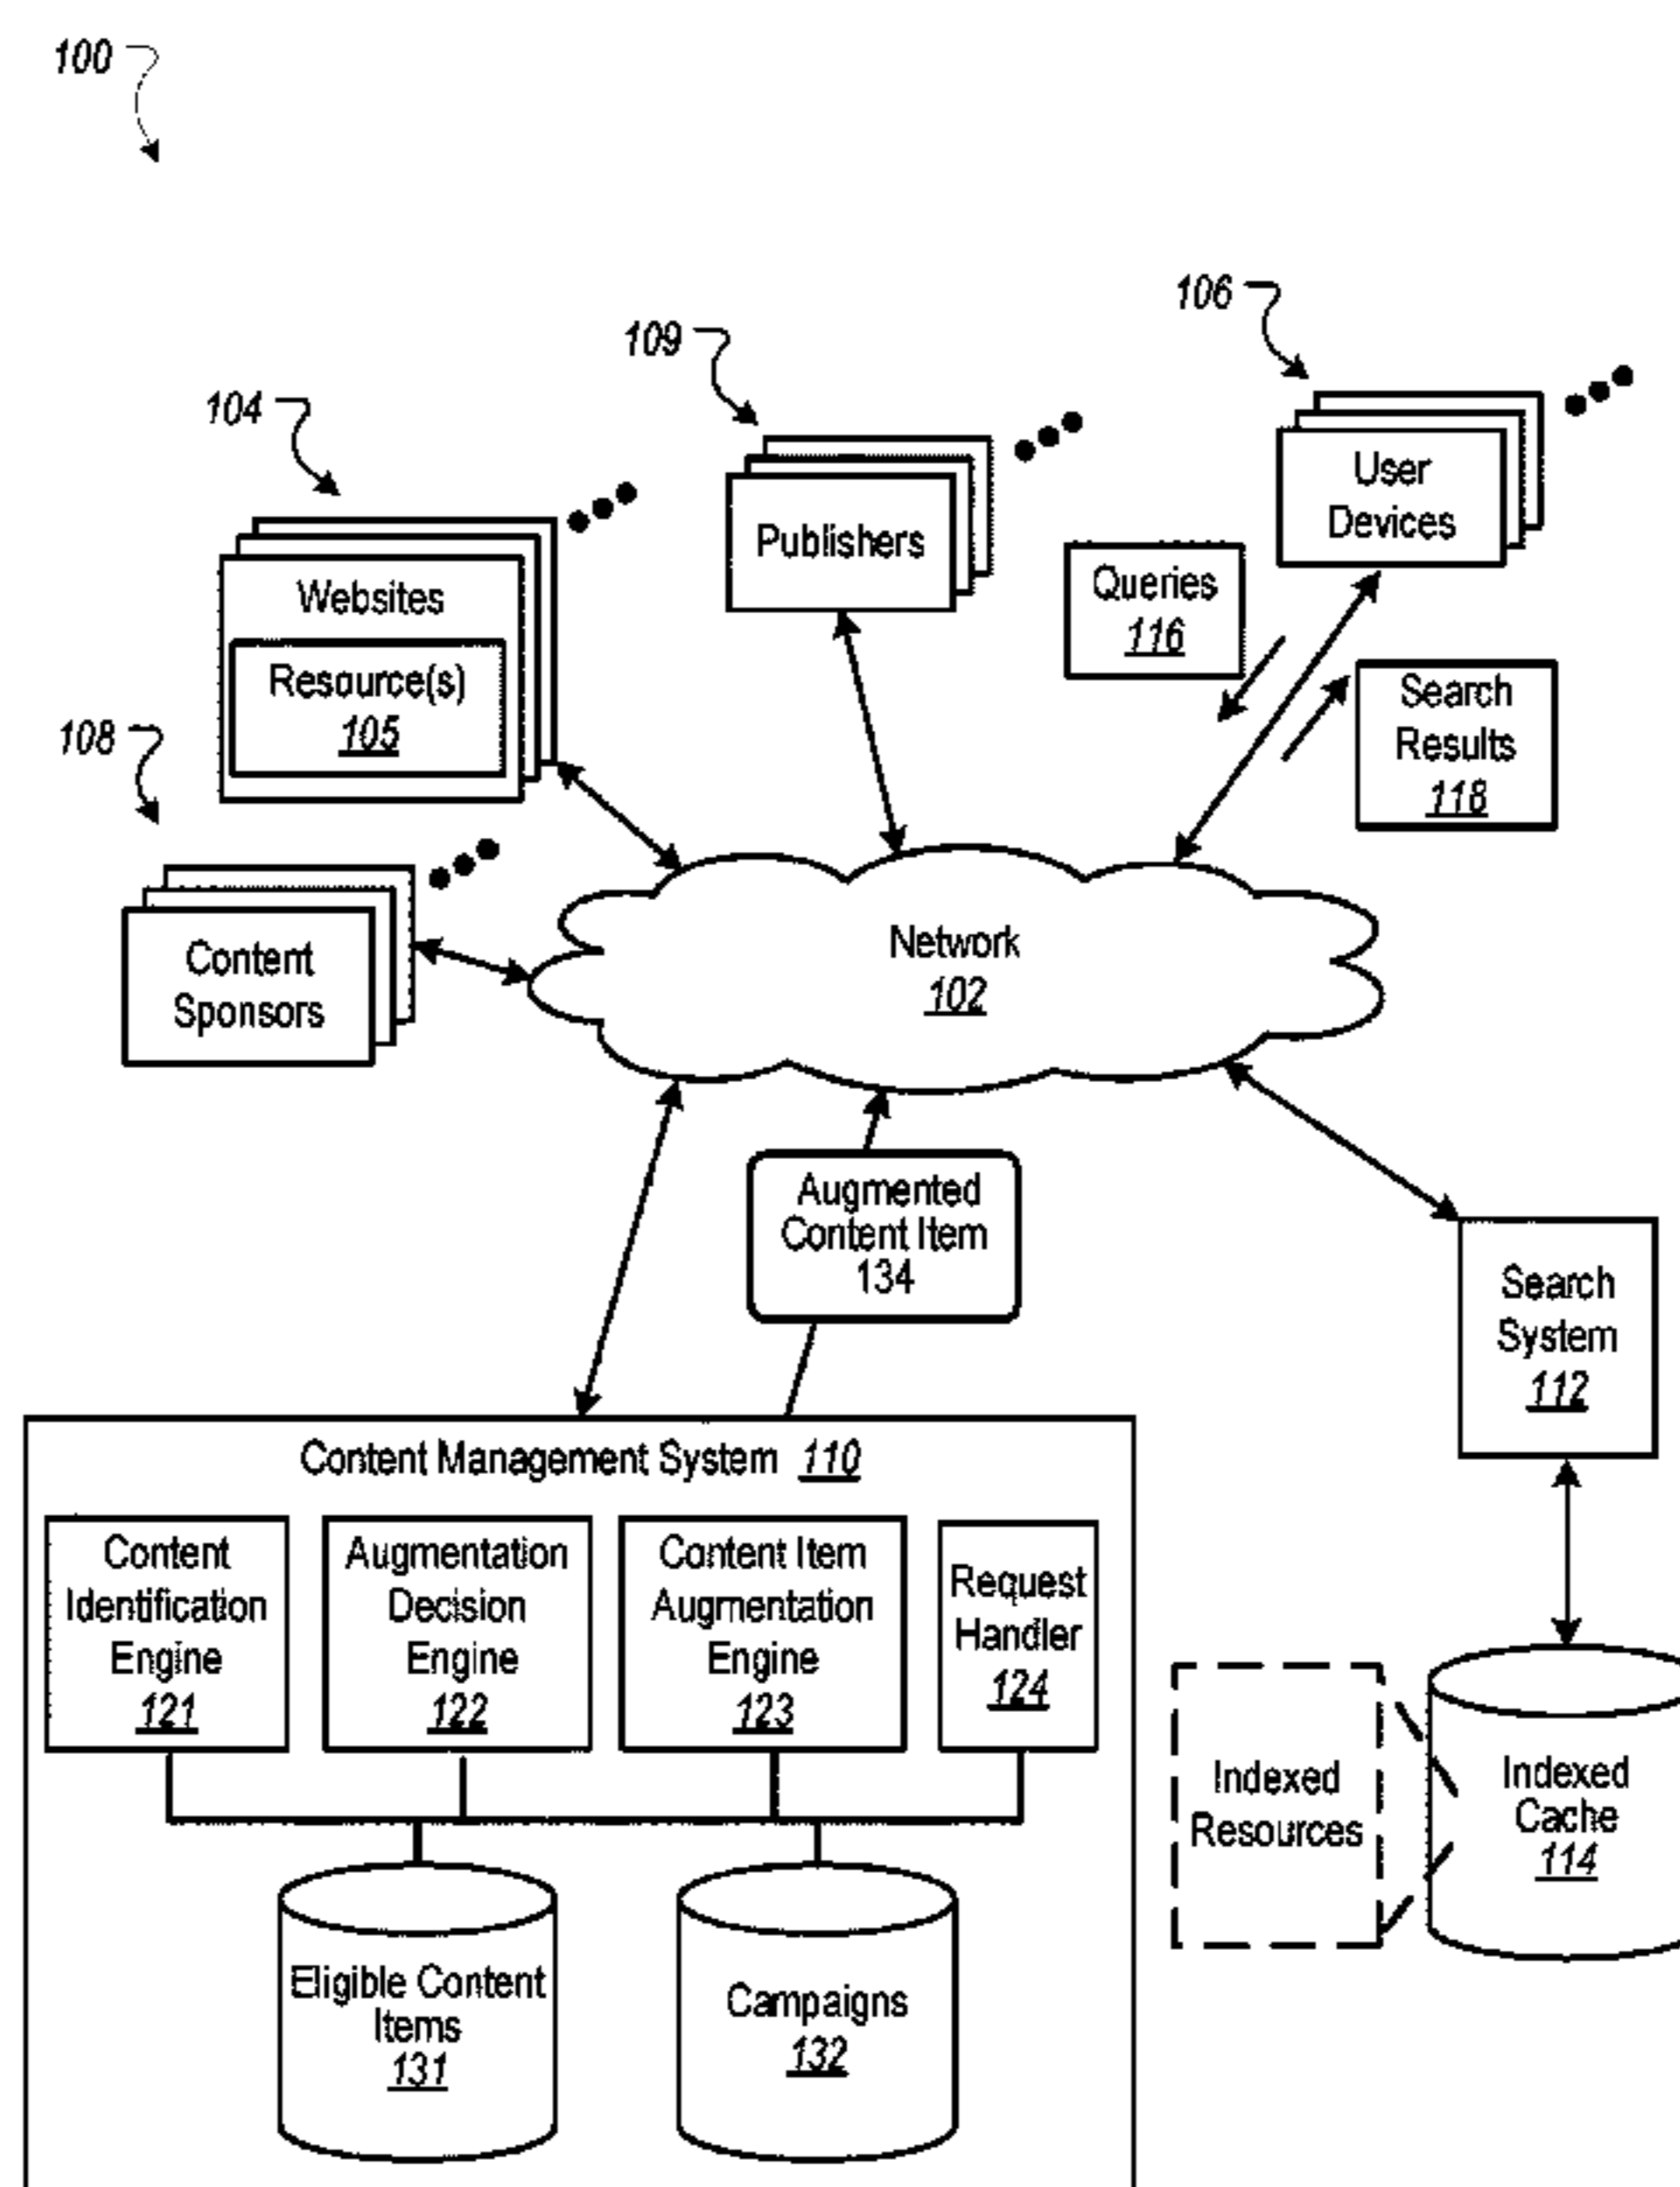 100
106
109
104
User
Devices
Publishers
Queries
116
Websites
Resource(s)
105
Search
Results
118
108
Content
Sponsors
Network
102
Augmented
Content Item
134
Search
System
112
Content Management System 110
Content
Identification
Engine
121
Augmentation
Decision
Engine
122
Content Item
Augmentation
Engine
123
Request
Handler
124
Indexed
Resources
Indexed
Cache
114
Eligible Content
Items
131
Campaigns
132